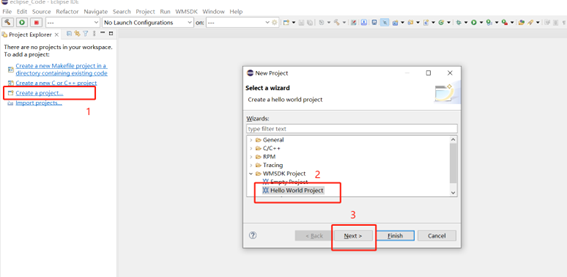 eclipse_Code - Eclipse IDE
File Edit Source Refactor Navigate Search Project Run WMSDK Window Help
--- No Launch Configurations on: ---
Project Explorer
There are no projects in your workspace.
To add a project:
Create a new Makefile project in a
directory containing existing code
Create a new C or C++ project
Create a project...
1
Import projects...
New Project
Select a wizard
Create a hello world project
Wizards:
type filter text
General
C/C++
RPM
Tracing
WMSDK Project
2
Empty Project
Hello World Project
3
< Back Next > Finish Cancel